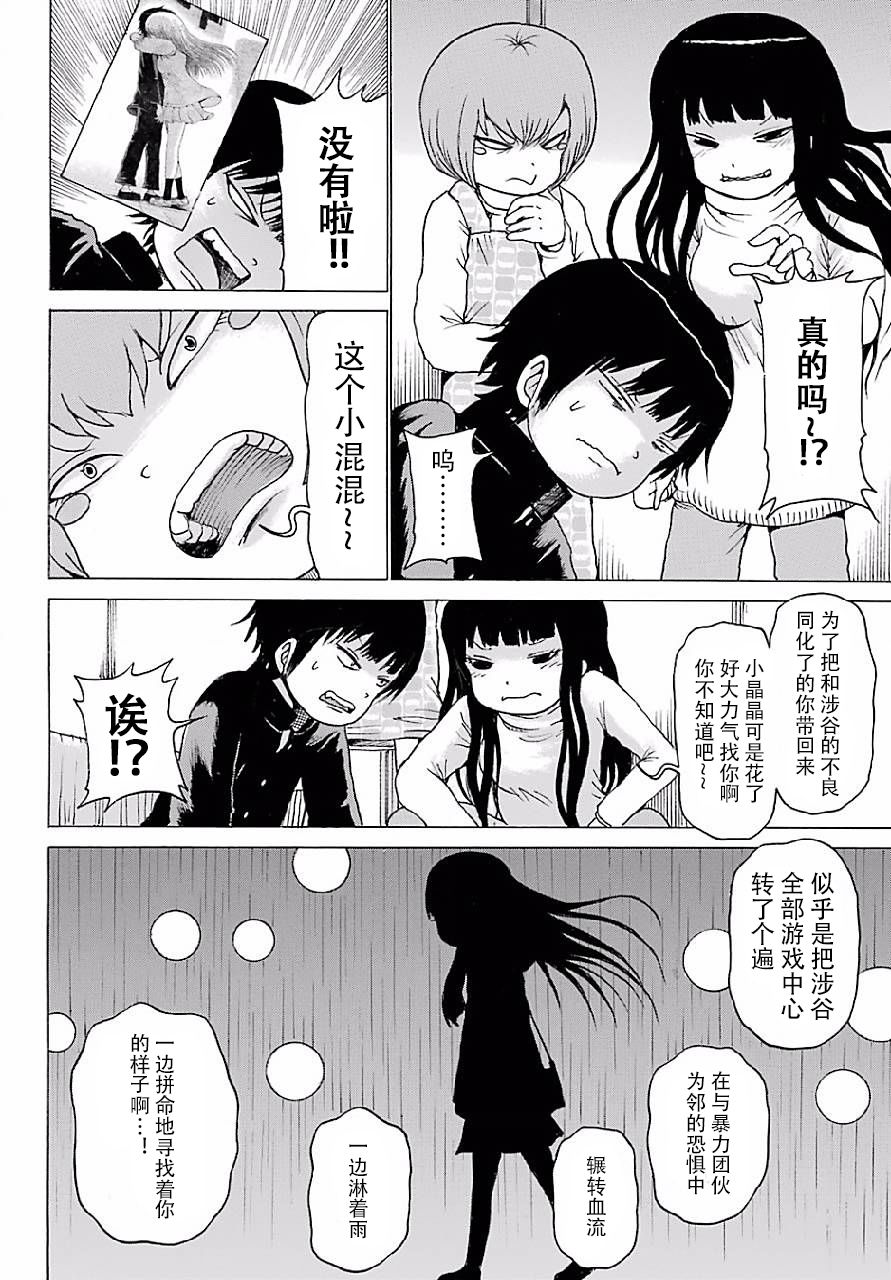 真的吗~!?
呜………
没有啦!!
这个小混混~~
为了把和涉谷的不良
同化了的你带回来
小晶晶可是花了
好大力气找你啊
你不知道吧~~
诶!?
似乎是把涉谷
全部游戏中心
转了个遍
在与暴力团伙
为邻的恐惧中
辗转血流
一边淋着雨
一边拼命地寻找着你
的样子啊…!